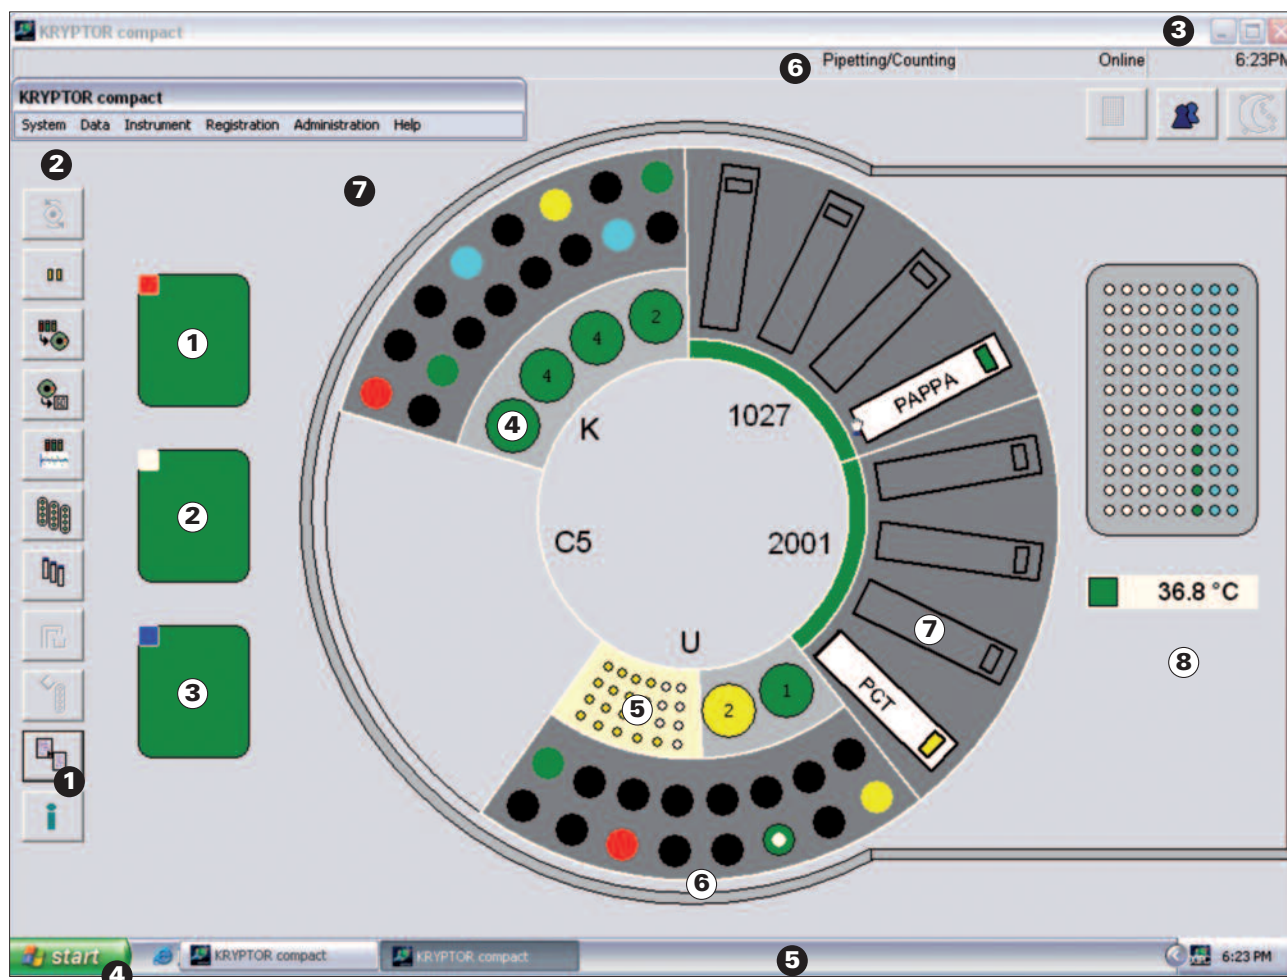 KRYPTOR compact
3
6
Pipetting/Counting Online 6:23PM
KRYPTOR compact
System Data Instrument Registration Administration Help
2
7
1
2
3
4
4
2
4
K
1027
PAPPA
C5
2001
36.8 °C
7
8
U
5
2
1
PCT
1
6
start
KRYPTOR compact
KRYPTOR compact
5
6:23 PM
4